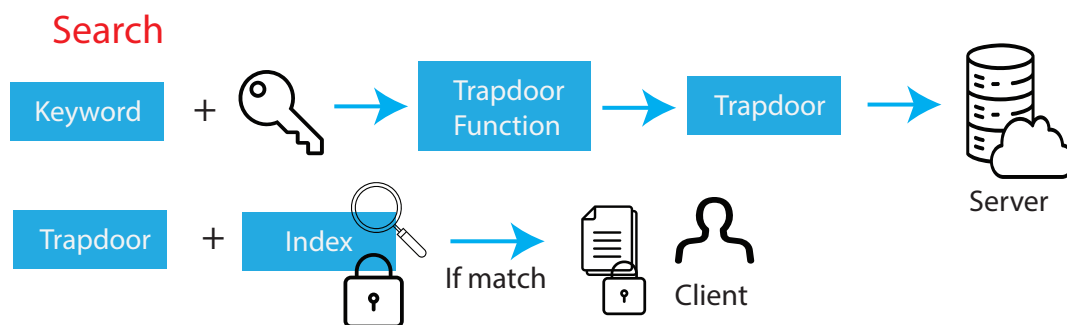 Search
Keyword + Trapdoor Function Trapdoor
Server
Trapdoor + Index
If match
Client